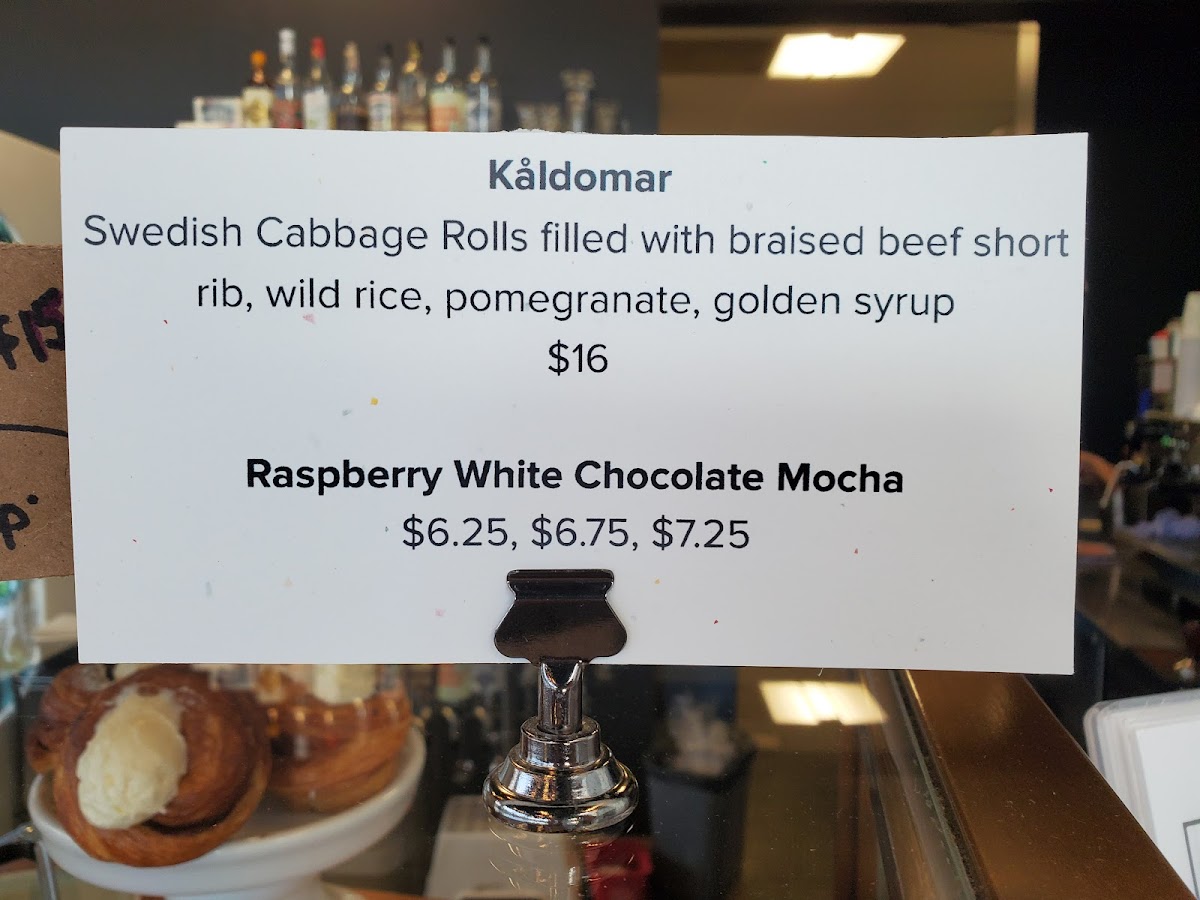 Kåldomar
Swedish Cabbage Rolls filled with braised beef short
rib, wild rice, pomegranate, golden syrup
$16
Raspberry White Chocolate Mocha
$6.25, $6.75, $7.25